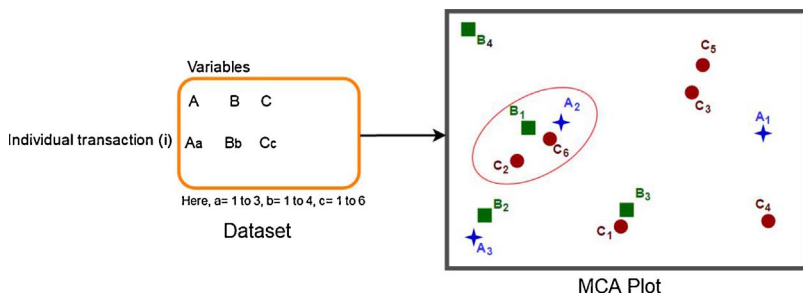 Variables
A B C
Individual transaction (i) Aa Bb Cc
Here, a= 1 to 3, b= 1 to 4, c= 1 to 6
Dataset
B4
C5
C3
A2
B1
A1
C6
C2
B2
B3
C4
C1
A3
MCA Plot